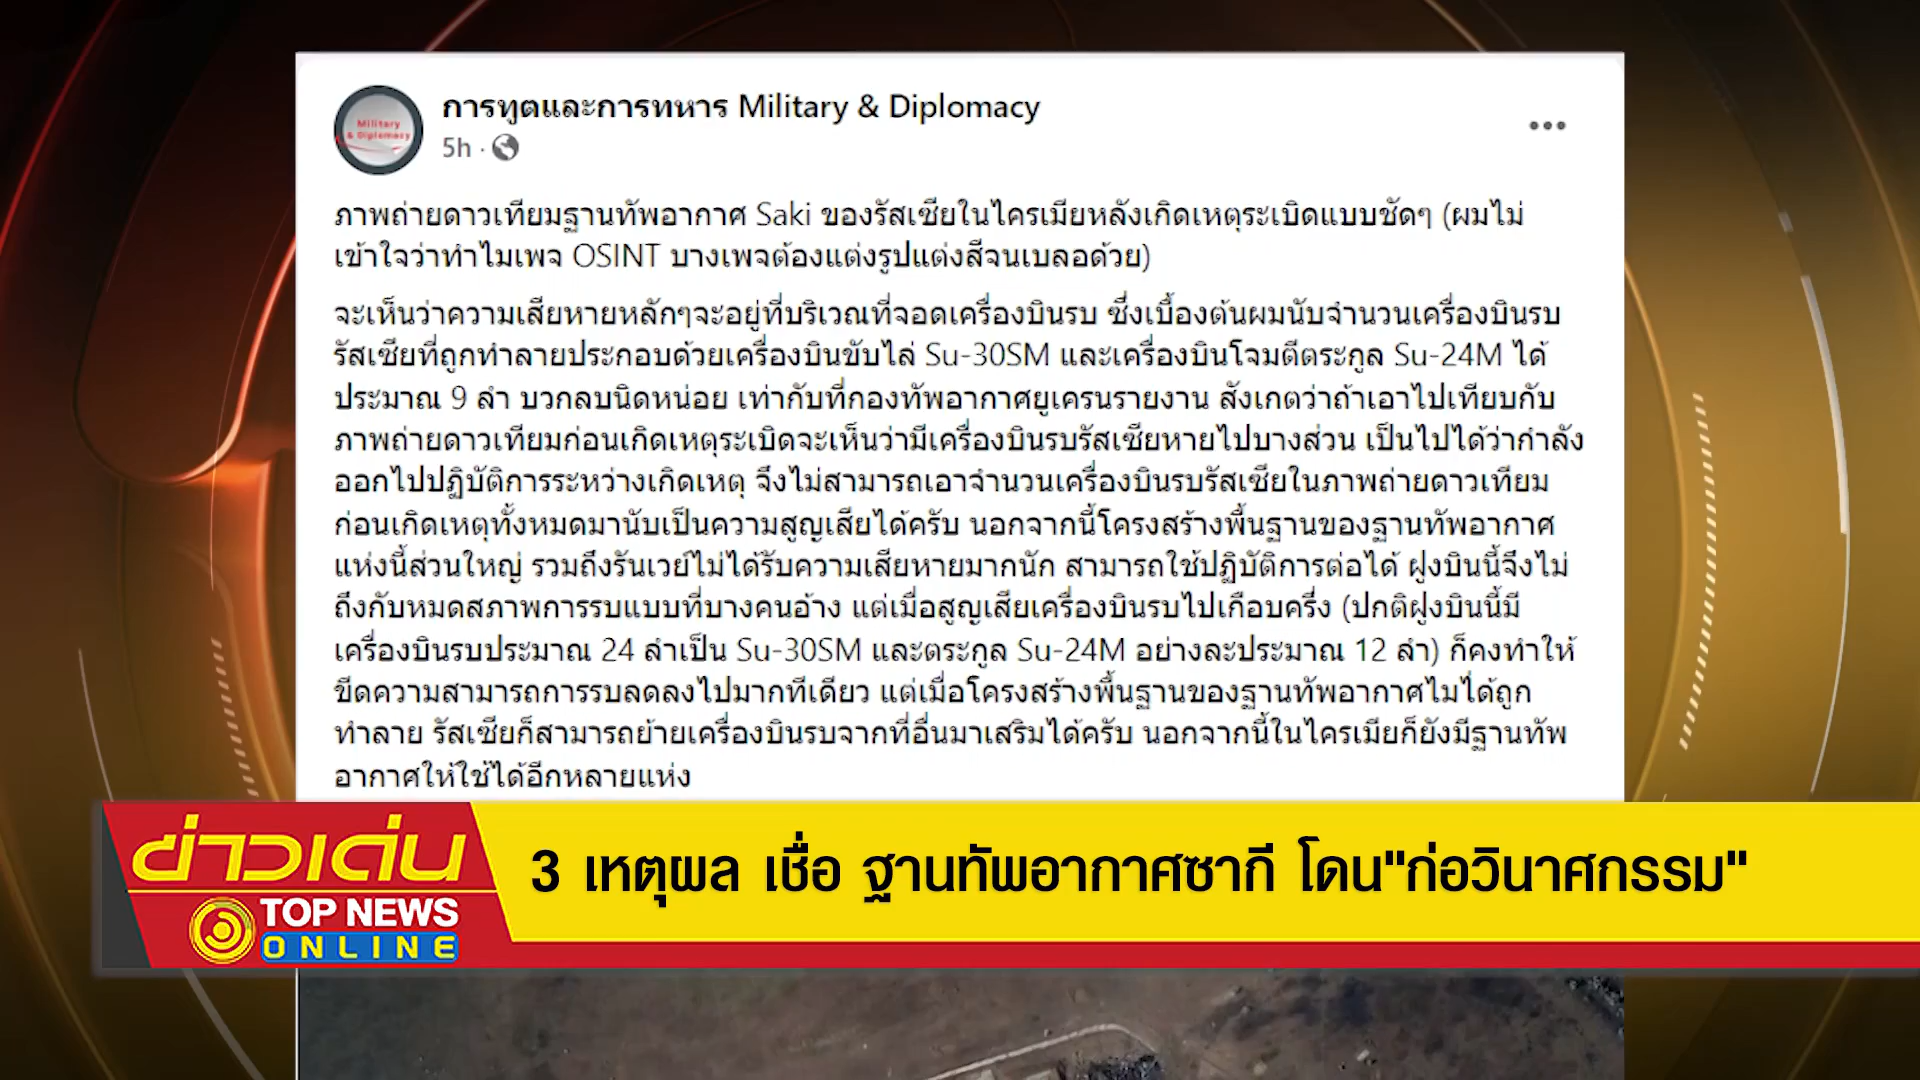 การทูตและการทหาร Military & Diplomacy
Military
& Diplomacy
5h ·
ภาพถ่ายดาวเทียมฐานทัพอากาศ Saki ของรัสเซียในไครเมียหลังเกิดเหตุระเบิดแบบชัดๆ (ผมไม่
เข้าใจว่าทำไมเพจ OSINT บางเพจต้องแต่งรูปแต่งสีจนเบลอด้วย)
จะเห็นว่าความเสียหายหลักๆจะอยู่ที่บริเวณที่จอดเครื่องบินรบ ซึ่งเบื้องต้นผมนับจำนวนเครื่องบินรบ
รัสเซียที่ถูกทำลายประกอบด้วยเครื่องบินขับไล่ Su-30SM และเครื่องบินโจมตีตระกูล Su-24M ได้
ประมาณ 9 ลำ บวกลบนิดหน่อย เท่ากับที่กองทัพอากาศยูเครนรายงาน สังเกตว่าถ้าเอาไปเทียบกับ
ภาพถ่ายดาวเทียมก่อนเกิดเหตุระเบิดจะเห็นว่ามีเครื่องบินรบรัสเซียหายไปบางส่วน เป็นไปได้ว่ากำลัง
ออกไปปฏิบัติการระหว่างเกิดเหตุ จึงไม่สามารถเอาจำนวนเครื่องบินรบรัสเซียในภาพถ่ายดาวเทียม
ก่อนเกิดเหตุทั้งหมดมานับเป็นความสูญเสียได้ครับ นอกจากนี้โครงสร้างพื้นฐานของฐานทัพอากาศ
แห่งนี้ส่วนใหญ่ รวมถึงรันเวย์ไม่ได้รับความเสียหายมากนัก สามารถใช้ปฏิบัติการต่อได้ ฝูงบินนี้จึงไม่
ถึงกับหมดสภาพการรบแบบที่บางคนอ้าง แต่เมื่อสูญเสียเครื่องบินรบไปเกือบครึ่ง (ปกติฝูงบินนี้มี
เครื่องบินรบประมาณ 24 ลำเป็น Su-30SM และตระกูล Su-24M อย่างละประมาณ 12 ลำ) ก็คงทำให้
ขีดความสามารถการรบลดลงไปมากทีเดียว แต่เมื่อโครงสร้างพื้นฐานของฐานทัพอากาศไมได้ถูก
ทำลาย รัสเซียก็สามารถย้ายเครื่องบินรบจากที่อื่นมาเสริมได้ครับ นอกจากนี้ในไครเมียก็ยังมีฐานทัพ
อากาศให้ใช้ได้อีกหลายแห่ง
ข่าวเด่น
TOP NEWS
ONLINE
3 เหตุผล เชื่อ ฐานทัพอากาศซากี โดน"ก่อวินาศกรรม"